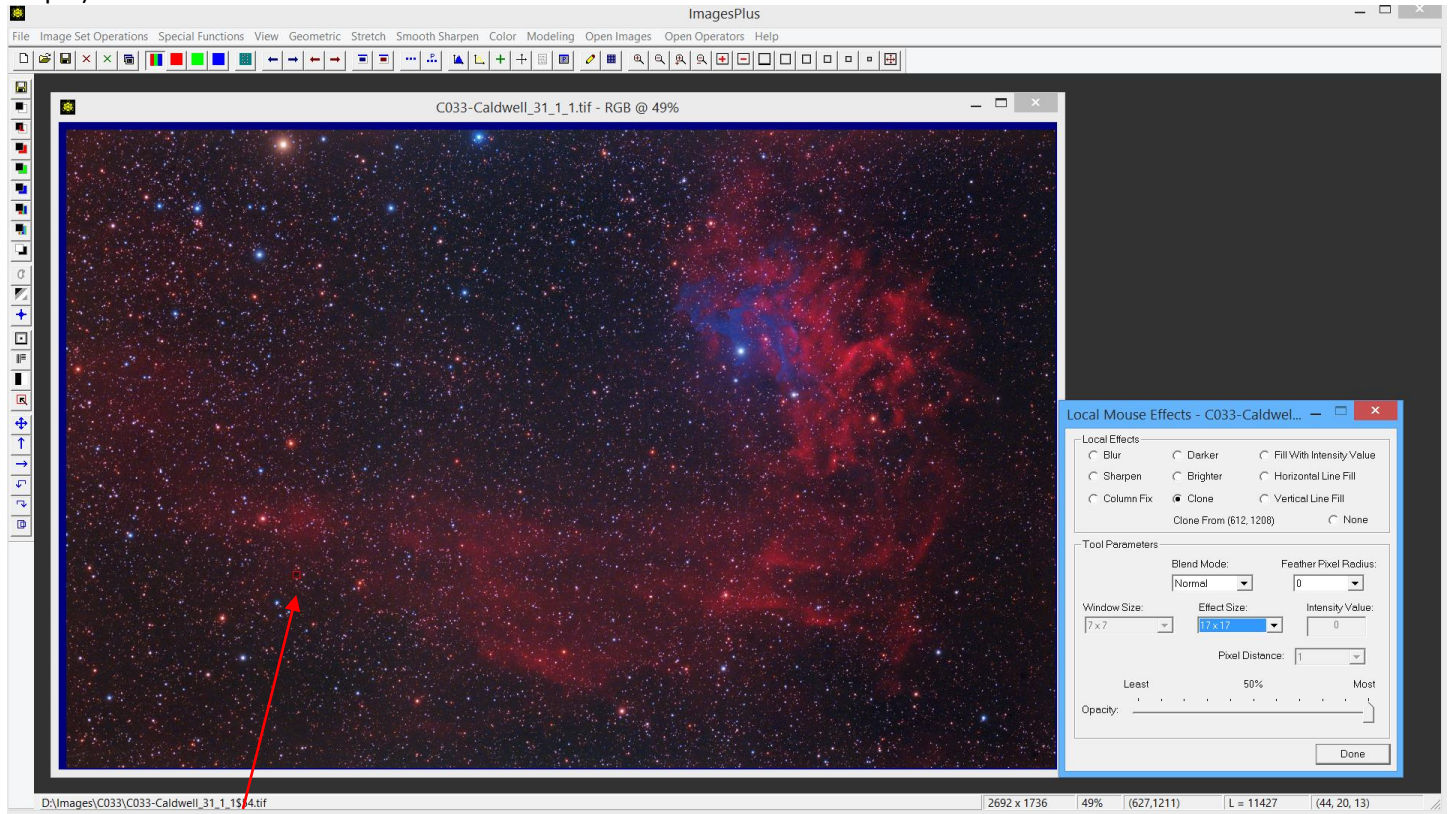 ImagesPlus
File Image Set Operations Special Functions View Geometric Stretch Smooth Sharpen Color Modeling Open Images Open Operators Help
C033-Caldwell_31_1_1.tif - RGB @ 49%
Local Mouse Effects - C033-Caldwel...
Local Effects
Blur Darker Fill With Intensity Value
Sharpen Brighter Horizontal Line Fill
Column Fix Clone Vertical Line Fill
Clone From (612, 1208) None
Tool Parameters
Blend Mode: Feather Pixel Radius:
Normal 0
Window Size: Effect Size: Intensity Value:
7 x 7 17 x 17 0
Pixel Distance: 1
Least 50% Most
Opacity:
Done
2692 x 1736 49% (627,1211) L = 11427 (44, 20, 13)